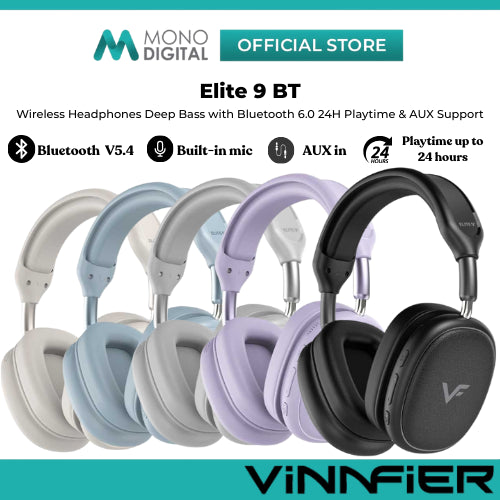 MONO
DIGITAL
OFFICIAL STORE
Elite 9 BT
Wireless Headphones Deep Bass with Bluetooth 6.0 24H Playtime & AUX Support
Bluetooth V5.4
Built-in mic
AUX in
24
HOURS
Playtime up to
24 hours
VF
ViNNFiER